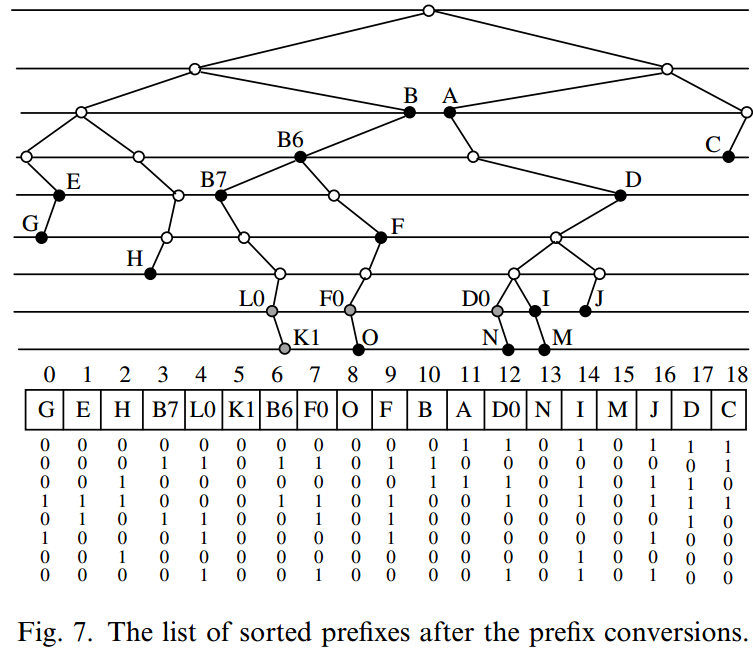 B A
B6 C
E B7 D
G F
H
L0 F0 D0 I J
K1 O N M
0 1 2 3 4 5 6 7 8 9 10 11 12 13 14 15 16 17 18
G E H B7 L0 K1 B6 F0 O F B A D0 N I M J D C
0 0 0 0 0 0 0 0 0 0 0 1 1 0 1 0 1 1 1
0 0 0 1 1 0 1 1 0 1 1 0 0 0 0 0 0 0 1
0 0 1 0 0 0 0 0 0 0 1 1 1 0 1 0 1 1 0
1 1 1 0 0 0 1 1 0 1 0 0 1 0 1 0 1 0 1
0 1 0 1 1 0 0 1 0 1 0 0 0 0 0 0 0 1 0
1 0 0 0 1 0 0 0 0 1 0 0 0 0 0 0 1 0 0
0 0 1 0 0 0 0 0 0 0 0 0 0 0 1 0 0 0 0
0 0 0 0 1 0 0 1 0 0 0 0 1 0 1 0 1 0 0
Fig. 7. The list of sorted prefixes after the prefix conversions.